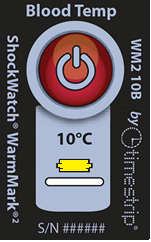 Blood Temp
ShockWatch® WarmMark®²
WM2 10B
by timestrip®
10°C
S/N ######